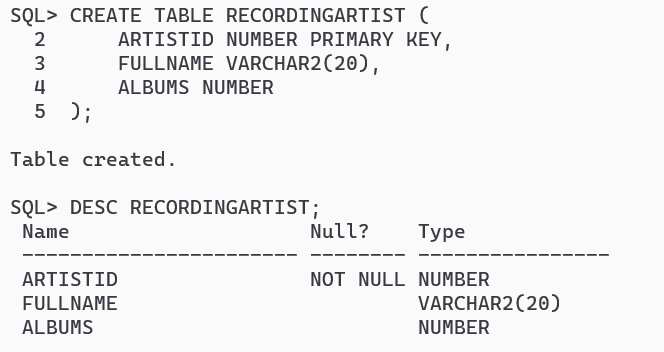 SQL> CREATE TABLE RECORDINGARTIST (
  2      ARTISTID NUMBER PRIMARY KEY,
  3      FULLNAME VARCHAR2(20),
  4      ALBUMS NUMBER
  5  );

Table created.

SQL> DESC RECORDINGARTIST;
 Name                    Null?    Type
 ----------------------- -------- ----------------
 ARTISTID                NOT NULL NUMBER
 FULLNAME                         VARCHAR2(20)
 ALBUMS                           NUMBER